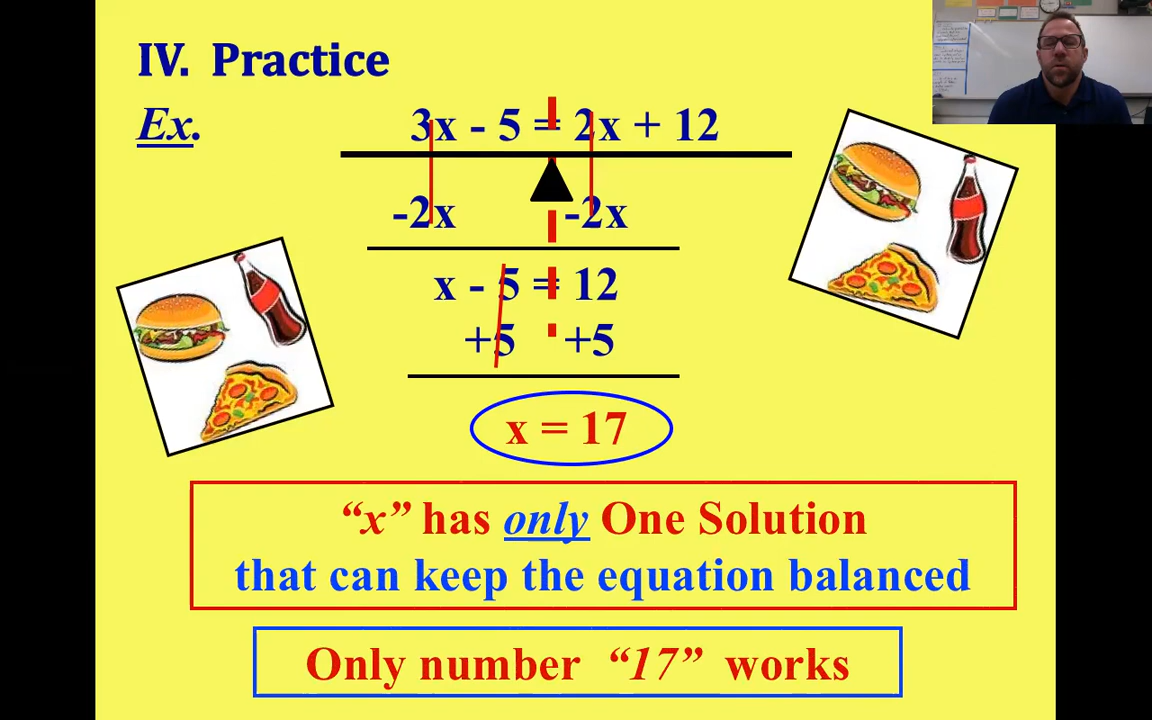 IV. Practice
Ex.
3x - 5 = 2x + 12
-2x -2x
x - 5 = 12
+5 +5
x = 17
“x” has only One Solution
that can keep the equation balanced
Only number “17” works